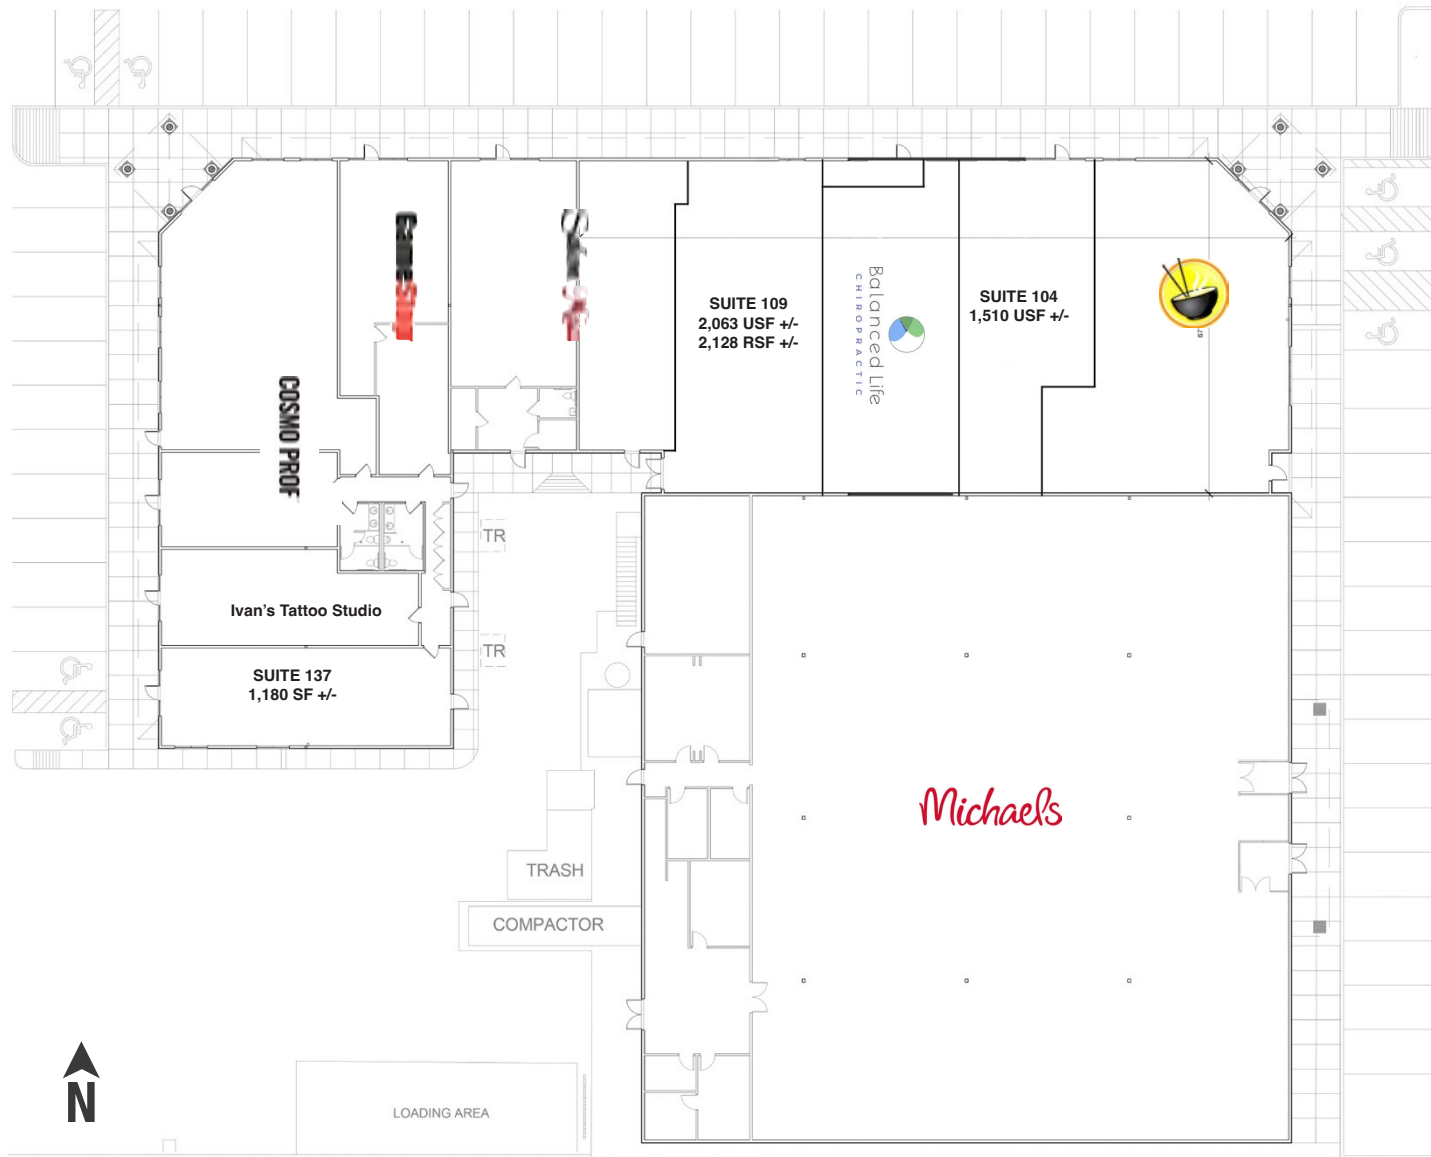 SUITE 109
2,063 USF +/-
2,128 RSF +/-
Balanced Life
CHIROPRACTIC
SUITE 104
1,510 USF +/-
67
COSMO PROF
TR
Ivan's Tattoo Studio
TR
SUITE 137
1,180 SF +/-
Michaels
TRASH
COMPACTOR
LOADING AREA
N